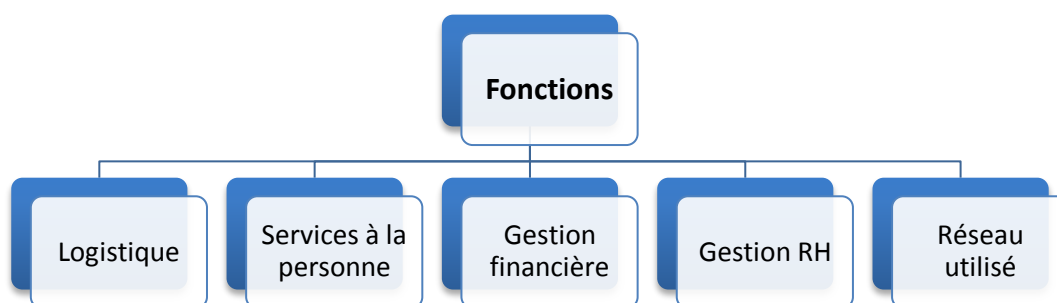 Fonctions
Logistique
Services à la
personne
Gestion
financière
Gestion RH
Réseau
utilisé